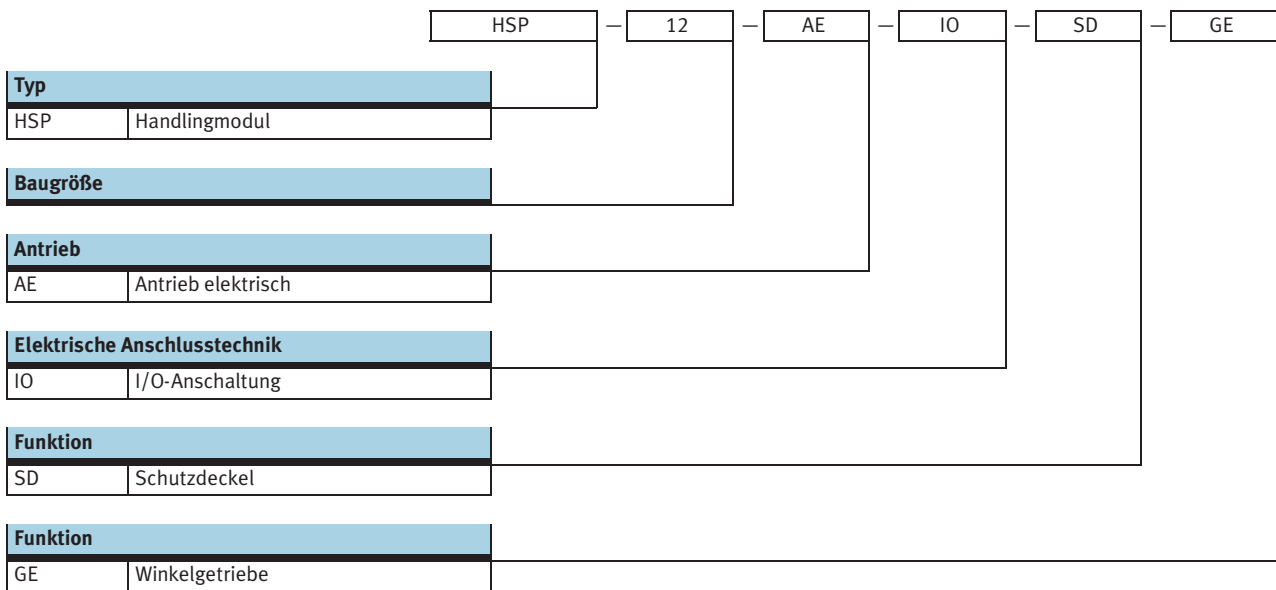 HSP — 12 — AE — IO — SD — GE
Typ
HSP Handlingmodul
Baugröße
Antrieb
AE Antrieb elektrisch
Elektrische Anschlusstechnik
IO I/O-Anschaltung
Funktion
SD Schutzdeckel
Funktion
GE Winkelgetriebe